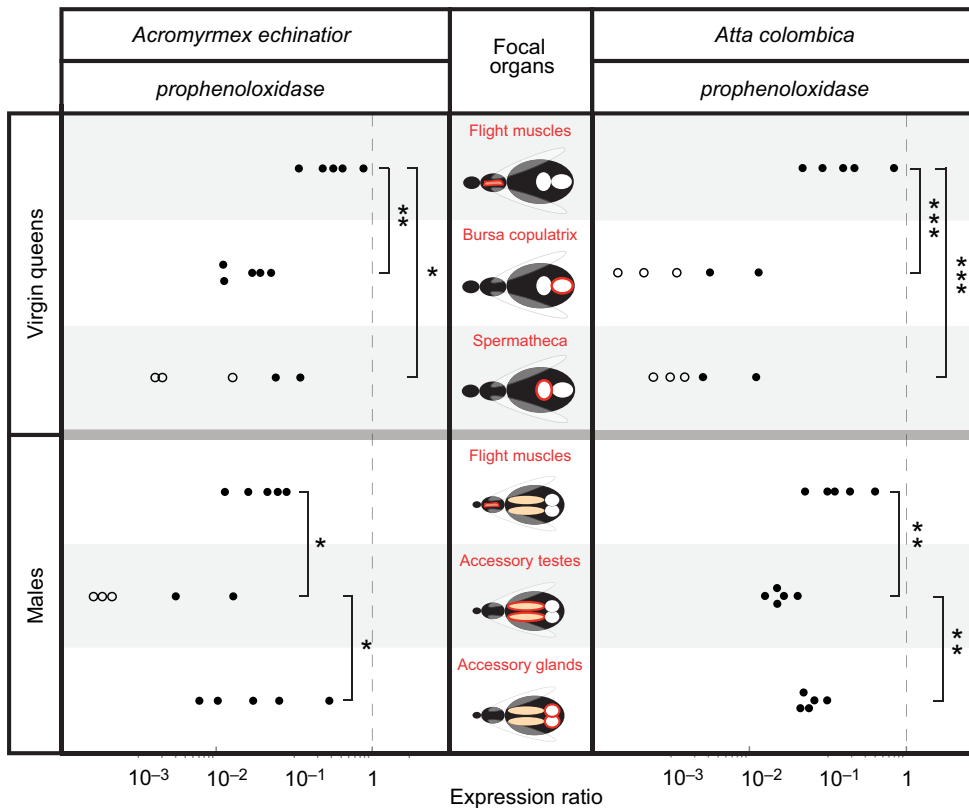 Acromyrmex echinatior
Focal
organs
Atta colombica
prophenoloxidase
prophenoloxidase
Virgin queens
Flight muscles
**
*
***
***
Bursa copulatrix
Spermatheca
Males
Flight muscles
*
*
**
**
Accessory testes
Accessory glands
10⁻³ 10⁻² 10⁻¹ 1
10⁻³ 10⁻² 10⁻¹ 1
Expression ratio